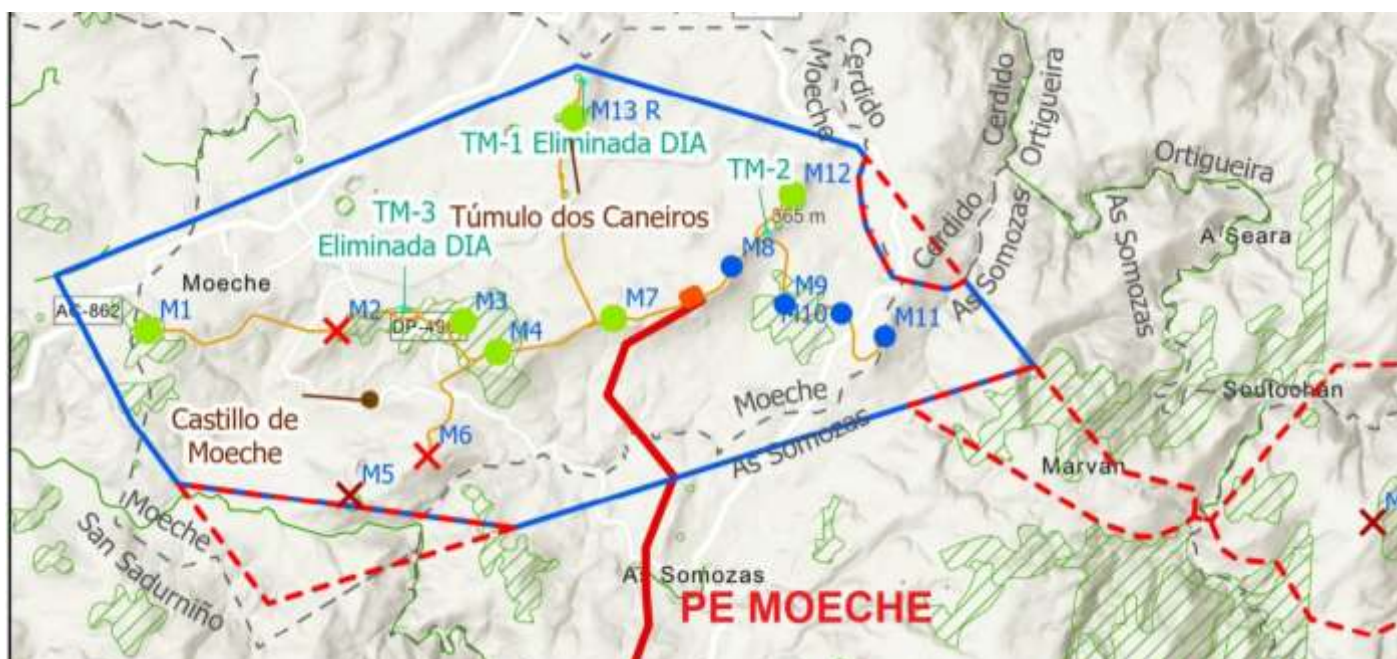 Cerdido
Moeche
Cerdido
Ortigueira
M13 R
TM-1 Eliminada DIA
TM-2
M12
365 m
Ortigueira
As Somozas
A Seara
TM-3
Eliminada DIA
Túmulo dos Caneiros
M8
Cerdido
As Somozas
Moeche
AC-862
M1
M2
M3
M4
M7
M9
M10
M11
Castillo de
Moeche
M6
M5
Moeche
As Somozas
Marván
Soutochán
Moeche
San Sadurniño
As Somozas
PE MOECHE